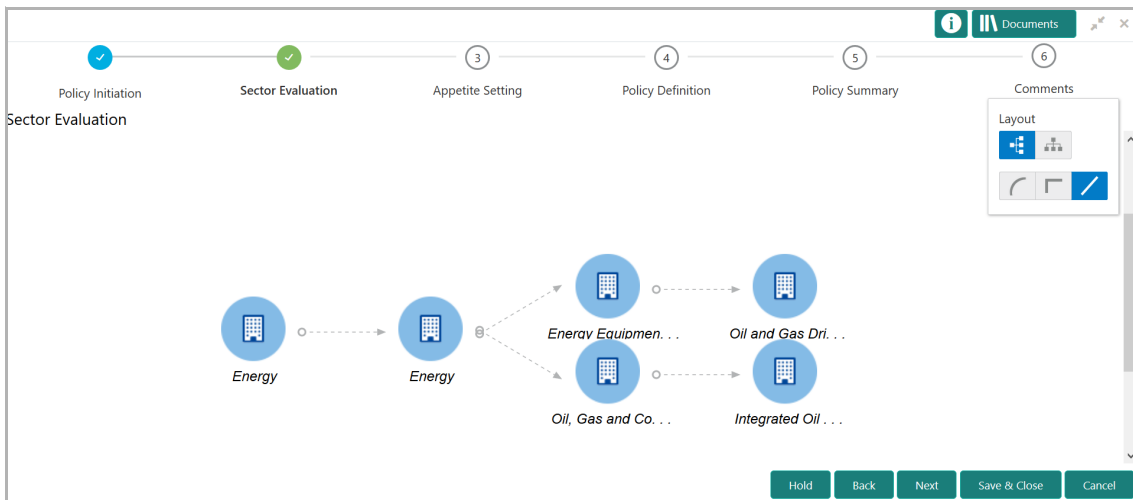 i Documents
3 4 5 6
Policy Initiation Sector Evaluation Appetite Setting Policy Definition Policy Summary Comments
Sector Evaluation
Layout
Energy Equipmen. . . Oil and Gas Dri. . .
Energy Energy
Oil, Gas and Co. . . Integrated Oil . . .
Hold Back Next Save & Close Cancel